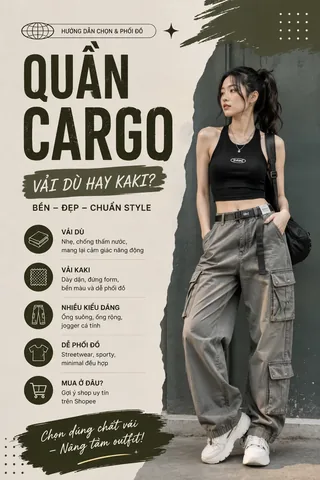 HƯỚNG DẪN CHỌN & PHỐI ĐỒ
QUẦN
CARGO
VẢI DÙ HAY KAKI?
BỀN – ĐẸP – CHUẨN STYLE
VẢI DÙ
Nhẹ, chống thấm nước,
mang lại cảm giác năng động
VẢI KAKI
Dày dặn, đứng form,
bền màu và dễ phối đồ
NHIỀU KIỂU DÁNG
Ống suông, ống rộng,
jogger cá tính
DỄ PHỐI ĐỒ
Streetwear, sporty,
minimal đều hợp
MUA Ở ĐÂU?
Gợi ý shop uy tín
trên Shopee
Chọn đúng chất vải
– Nâng tầm outfit!